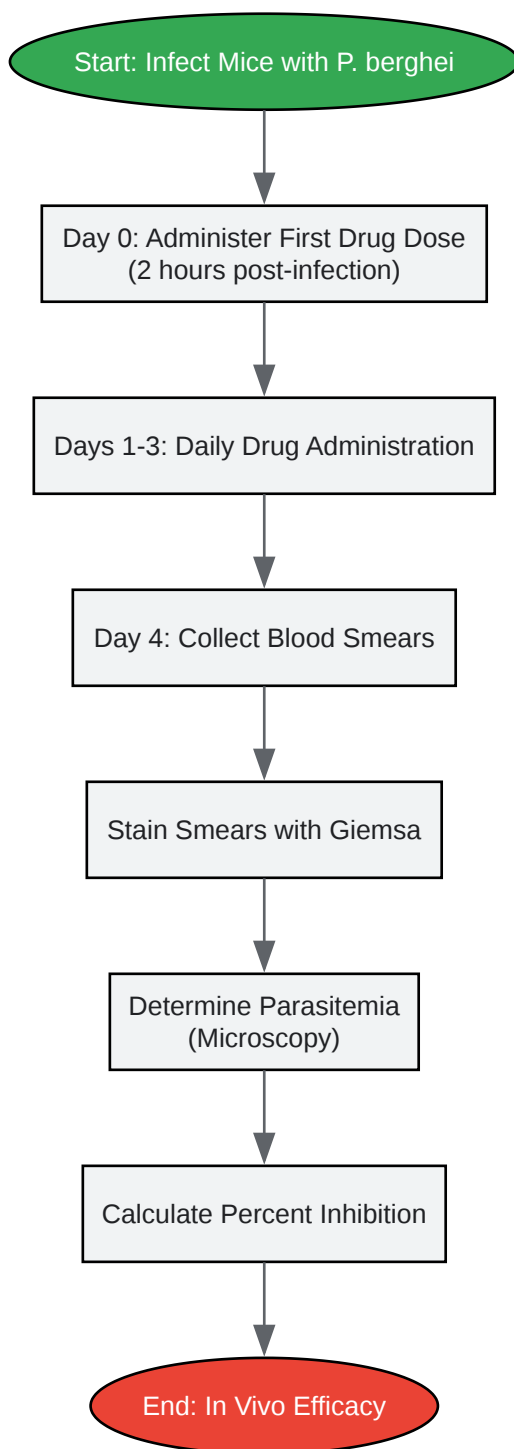 Start: Infect Mice with P. berghei
Day 0: Administer First Drug Dose
(2 hours post-infection)
Days 1-3: Daily Drug Administration
Day 4: Collect Blood Smears
Stain Smears with Giemsa
Determine Parasitemia
(Microscopy)
Calculate Percent Inhibition
End: In Vivo Efficacy